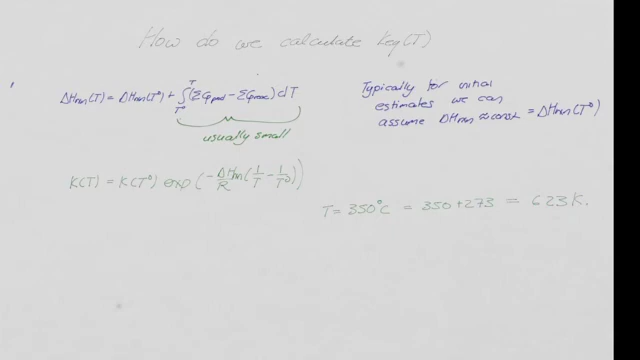 How do we calculate Keq(T)
ΔHrxn(T) = ΔHrxn(T°) + ∫_{T°}^{T} (ΣCp prod − ΣCp reac) dT
usually small
Typically for initial
estimates we can
assume ΔHrxn ≈ const = ΔHrxn(T°)
K(T) = K(T°) exp(−ΔHrxn/R (1/T − 1/T°))
T = 350°C = 350+273 = 623K.